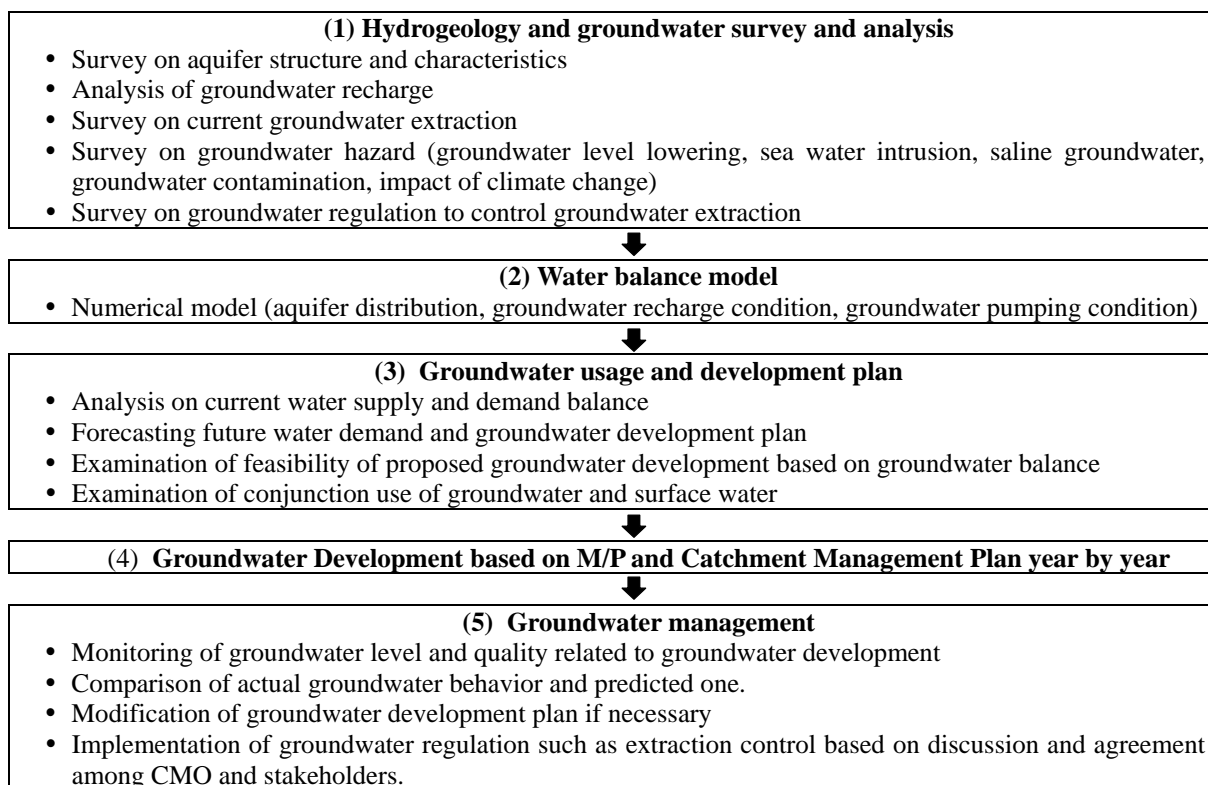 (1) Hydrogeology and groundwater survey and analysis
• Survey on aquifer structure and characteristics
• Analysis of groundwater recharge
• Survey on current groundwater extraction
• Survey on groundwater hazard (groundwater level lowering, sea water intrusion, saline groundwater,
groundwater contamination, impact of climate change)
• Survey on groundwater regulation to control groundwater extraction
(2) Water balance model
• Numerical model (aquifer distribution, groundwater recharge condition, groundwater pumping condition)
(3) Groundwater usage and development plan
• Analysis on current water supply and demand balance
• Forecasting future water demand and groundwater development plan
• Examination of feasibility of proposed groundwater development based on groundwater balance
• Examination of conjunction use of groundwater and surface water
(4) Groundwater Development based on M/P and Catchment Management Plan year by year
(5) Groundwater management
• Monitoring of groundwater level and quality related to groundwater development
• Comparison of actual groundwater behavior and predicted one.
• Modification of groundwater development plan if necessary
• Implementation of groundwater regulation such as extraction control based on discussion and agreement
among CMO and stakeholders.